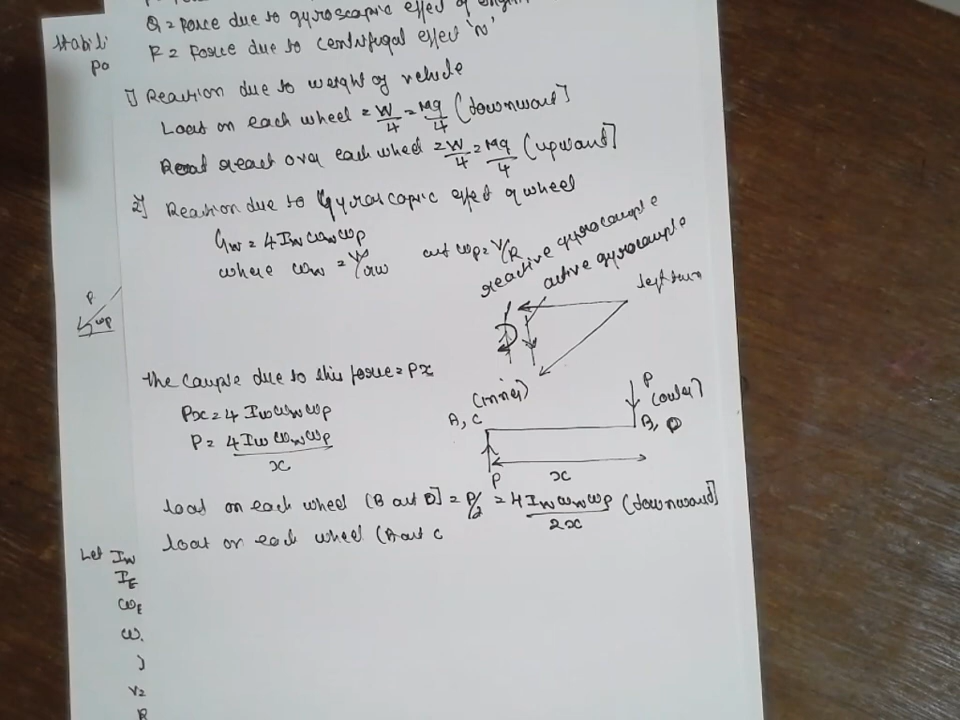 Q = Force due to gyroscopic effect of engin
stabili
po
F = Force due to centrifugal effect 'N'
1] Reaction due to weight of vehicle
Load on each wheel = W/4 = Mg/4 (downward]
Road react over each wheel = W/4 = Mg/4 (upward]
2] Reaction due to Gyroscopic effect of wheel
Gw = 4 Iw ωw ωp
where ωw = V/rw and ωp = V/R
reactive gyrocouple
active gyrocouple
left turn
P
ωp
the couple due to this force = Px
Px = 4 Iw ωw ωp
P = 4 Iw ωw ωp / x
(inner)
A, C
P
(outer]
B, D
P
x
load on each wheel (B and D] = P/2 = 4 Iw ωw ωp / 2x (downward]
load on each wheel (A and C
Let Iw
IE
ωE
ω.
V=
R